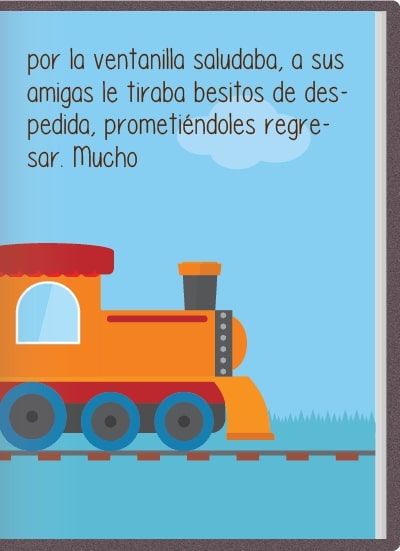 por la ventanilla saludaba, a sus
amigas le tiraba besitos de des-
pedida, prometiéndoles regre-
sar. Mucho